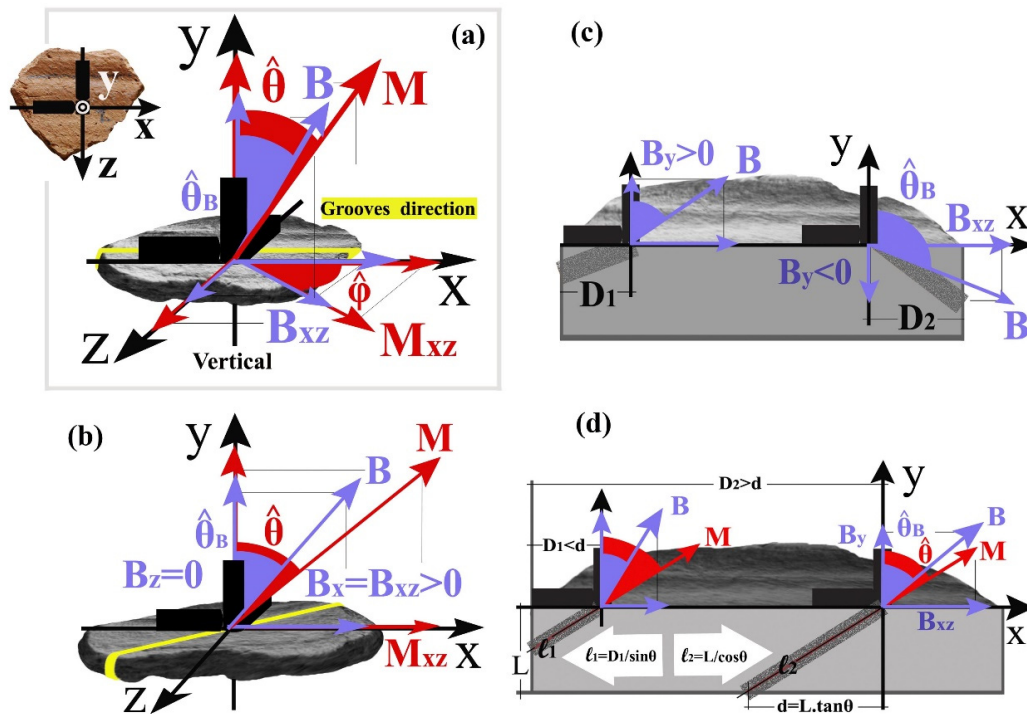 (a)
y
θ̂
B
M
y
x
z
θ̂B
Grooves direction
X
φ̂
Bxz
Mxz
Z
Vertical
(b)
y
M
B
θ̂B
θ̂
Bz=0
Bx=Bxz>0
X
Mxz
Z
(c)
By>0
B
y
θ̂B
Bxz
X
By<0
D1
D2
B
(d)
y
D2>d
B
D1<d
M
By
θ̂B
B
θ̂
M
Bxz
x
L
ℓ1
ℓ1=D1/sinθ
ℓ2=L/cosθ
ℓ2
d=L.tanθ